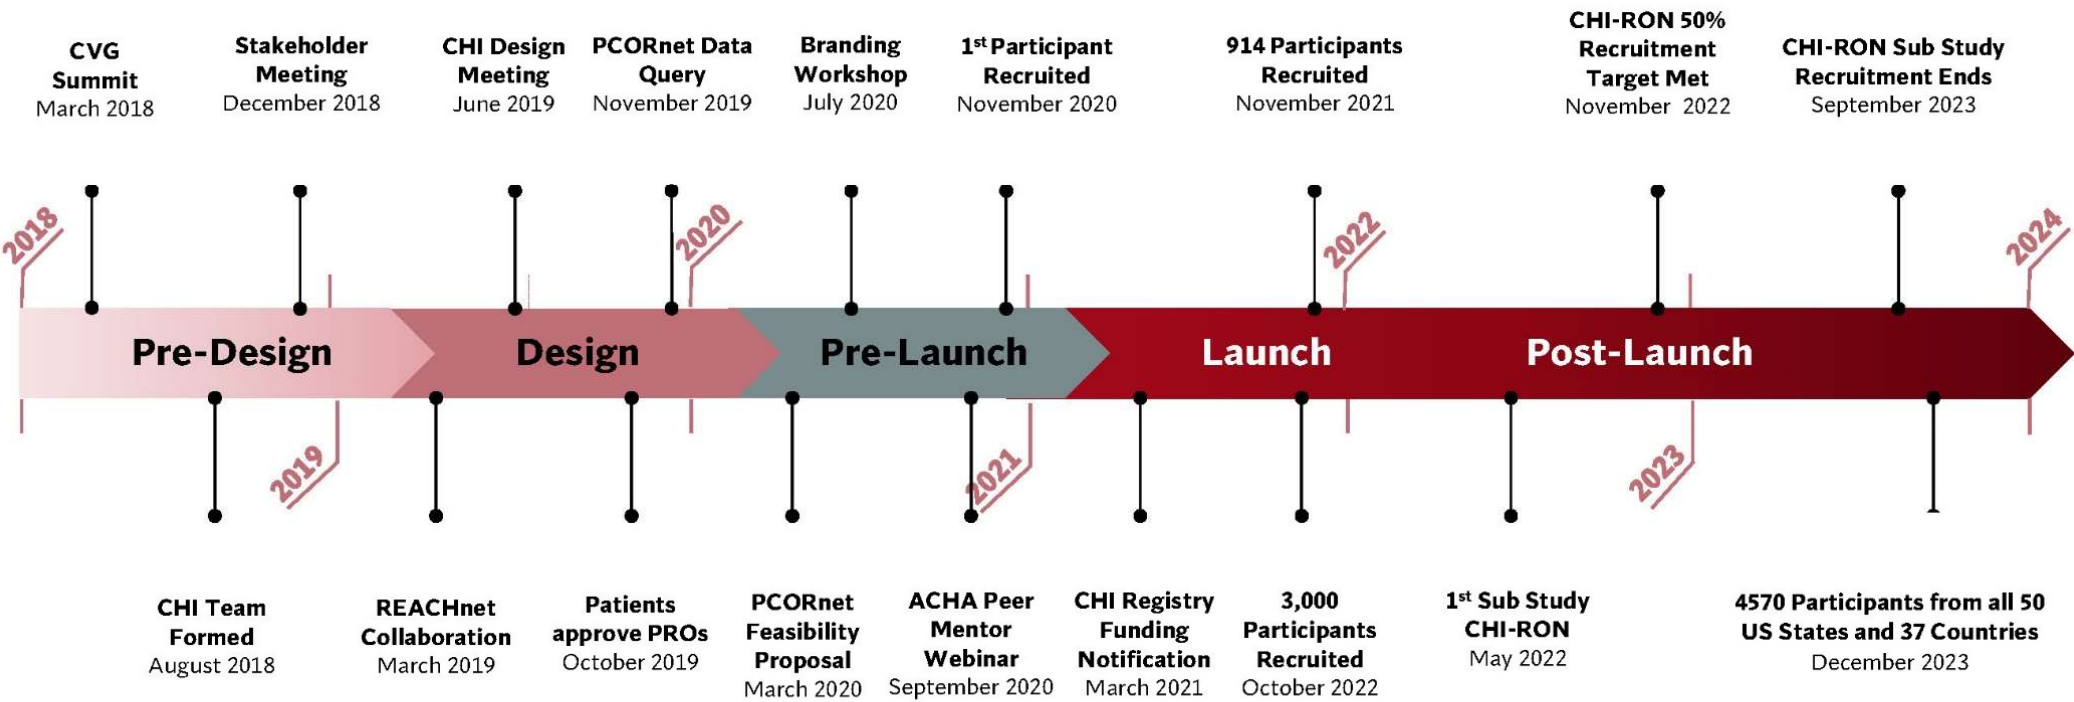 CVG
Summit
March 2018
Stakeholder
Meeting
December 2018
CHI Design
Meeting
June 2019
PCORnet Data
Query
November 2019
Branding
Workshop
July 2020
1st Participant
Recruited
November 2020
914 Participants
Recruited
November 2021
CHI-RON 50%
Recruitment
Target Met
November 2022
CHI-RON Sub Study
Recruitment Ends
September 2023
2018
2020
2022
2024
Pre-Design
Design
Pre-Launch
Launch
Post-Launch
2019
2021
2023
CHI Team
Formed
August 2018
REACHnet
Collaboration
March 2019
Patients
approve PROs
October 2019
PCORnet
Feasibility
Proposal
March 2020
ACHA Peer
Mentor
Webinar
September 2020
CHI Registry
Funding
Notification
March 2021
3,000
Participants
Recruited
October 2022
1st Sub Study
CHI-RON
May 2022
4570 Participants from all 50
US States and 37 Countries
December 2023